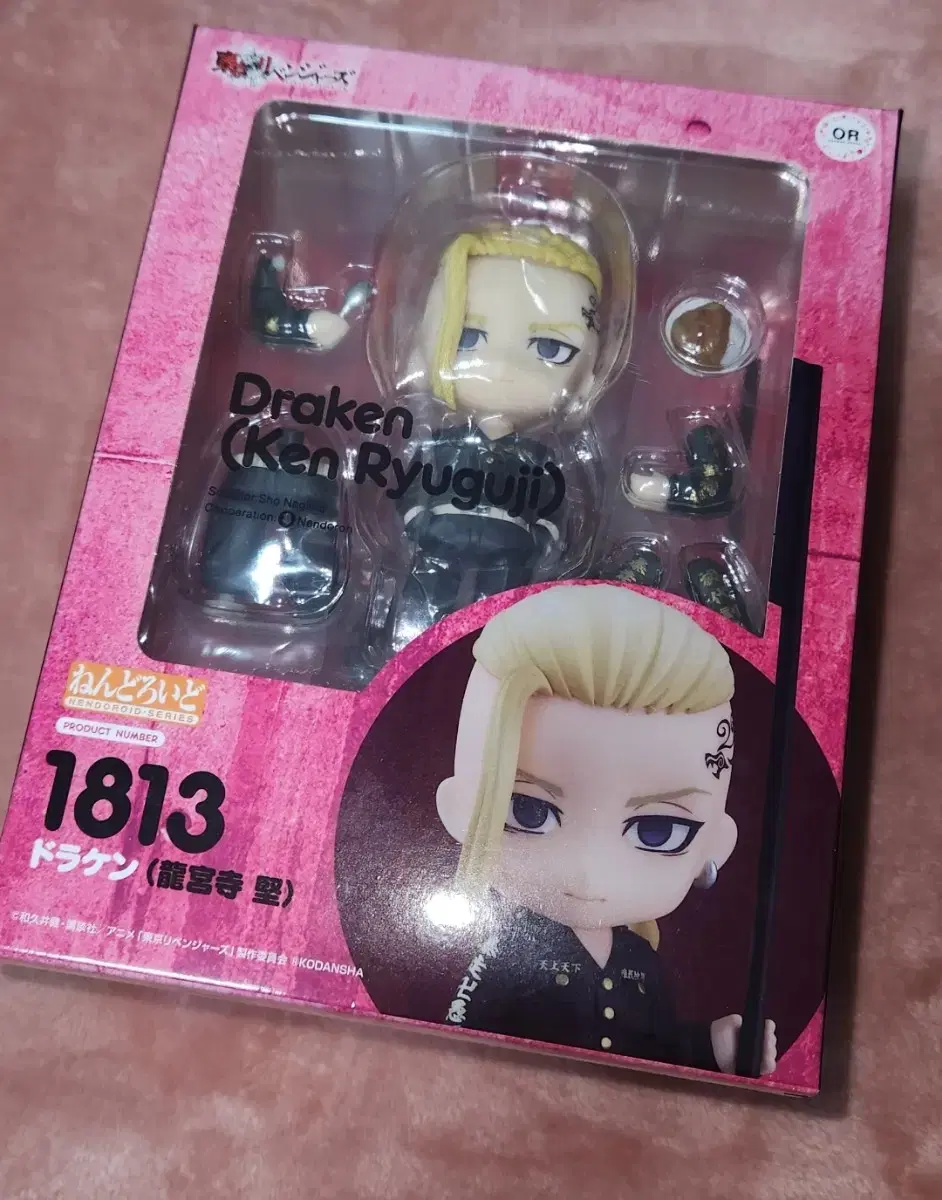 東京リベンジャーズ
OR
Draken
(Ken Ryuguji)
Sculptor:Sho Nagura
Cooperation: Nendoron
ねんどろいど
NENDOROID·SERIES
PRODUCT NUMBER
1813
ドラケン (龍宮寺 堅)
©和久井健・講談社／アニメ「東京リベンジャーズ」製作委員会 ®KODANSHA
天上天下